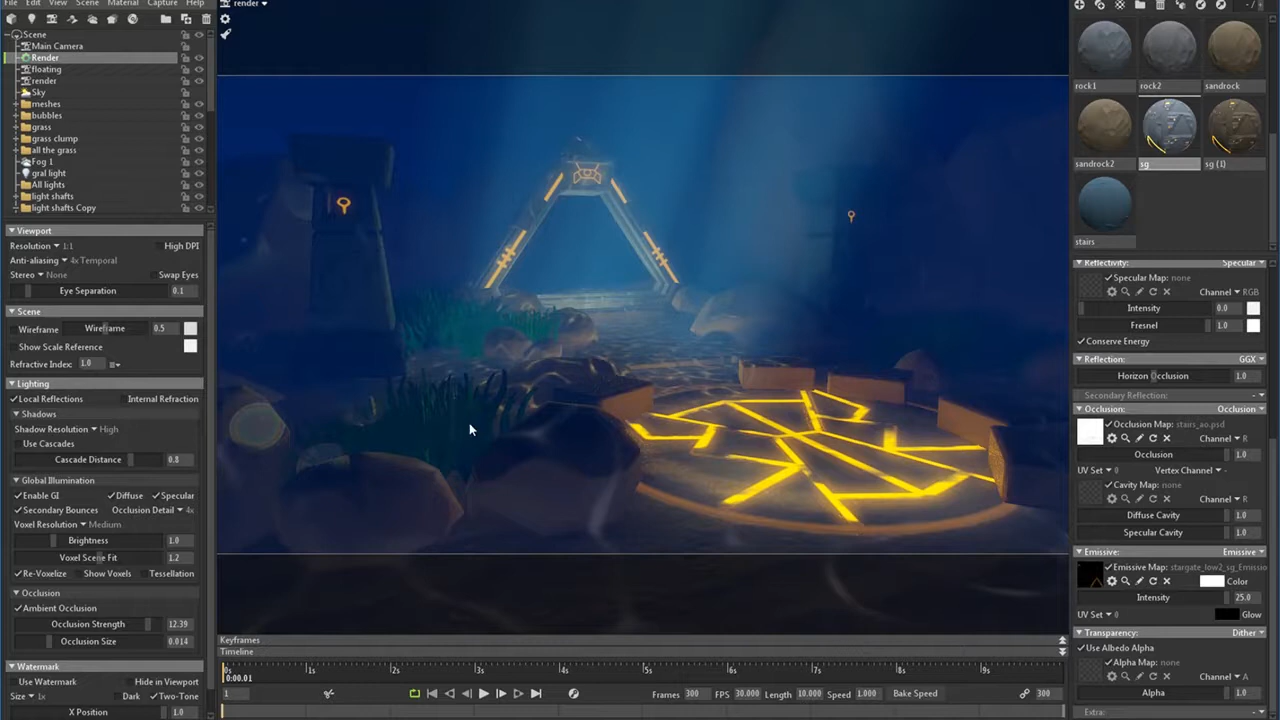 File Edit Scene Material Capture Help
Scene
Main Camera
Render
floating
render
Sky
meshes
bubbles
grass
grass clump
all the grass
Fog 1
gral light
All lights
light shafts
light shafts Copy
Viewport
Resolution 1:1 High DPI
Anti-aliasing 4x Temporal
Stereo None Swap Eyes
Eye Separation 0.1
Scene
Wireframe Wireframe 0.5
Show Scale Reference
Refractive Index: 1.0
Lighting
Local Reflections Internal Refraction
Shadows
Shadow Resolution High
Use Cascades
Cascade Distance 0.8
Global Illumination
Enable GI Diffuse Specular
Secondary Bounces Occlusion Detail 4x
Voxel Resolution Medium
Brightness 1.0
Voxel Scene Fit 1.2
Re-Voxelize Show Voxels Tessellation
Occlusion
Ambient Occlusion
Occlusion Strength 12.39
Occlusion Size 0.014
Watermark
Use Watermark Hide in Viewport
Size 1x Dark Two-Tone
X Position 1.0
render
Keyframes
Timeline
0s 1s 2s 3s 4s 5s 6s 7s 8s 9s
0:00.01
1 Frames 300 FPS 30.000 Length 10.000 Speed 1.000 Bake Speed 300
rock1 rock2 sandrock
sandrock2 sg sg (1)
stairs
Reflectivity: Specular
Specular Map: none
Channel RGB
Intensity 0.0
Fresnel 1.0
Conserve Energy
Reflection: GGX
Horizon Occlusion 1.0
Secondary Reflection: -
Occlusion: Occlusion
Occlusion Map: stairs_ao.psd
Channel R
Occlusion 1.0
UV Set 0 Vertex Channel -
Cavity Map: none
Channel R
Diffuse Cavity 1.0
Specular Cavity 1.0
Emissive: Emissive
Emissive Map: stargate_low2_sg_Emissio
Color
Intensity 25.0
UV Set 0 Glow
Transparency: Dither
Use Albedo Alpha
Alpha Map: none
Channel A
Alpha 1.0
Extra: -